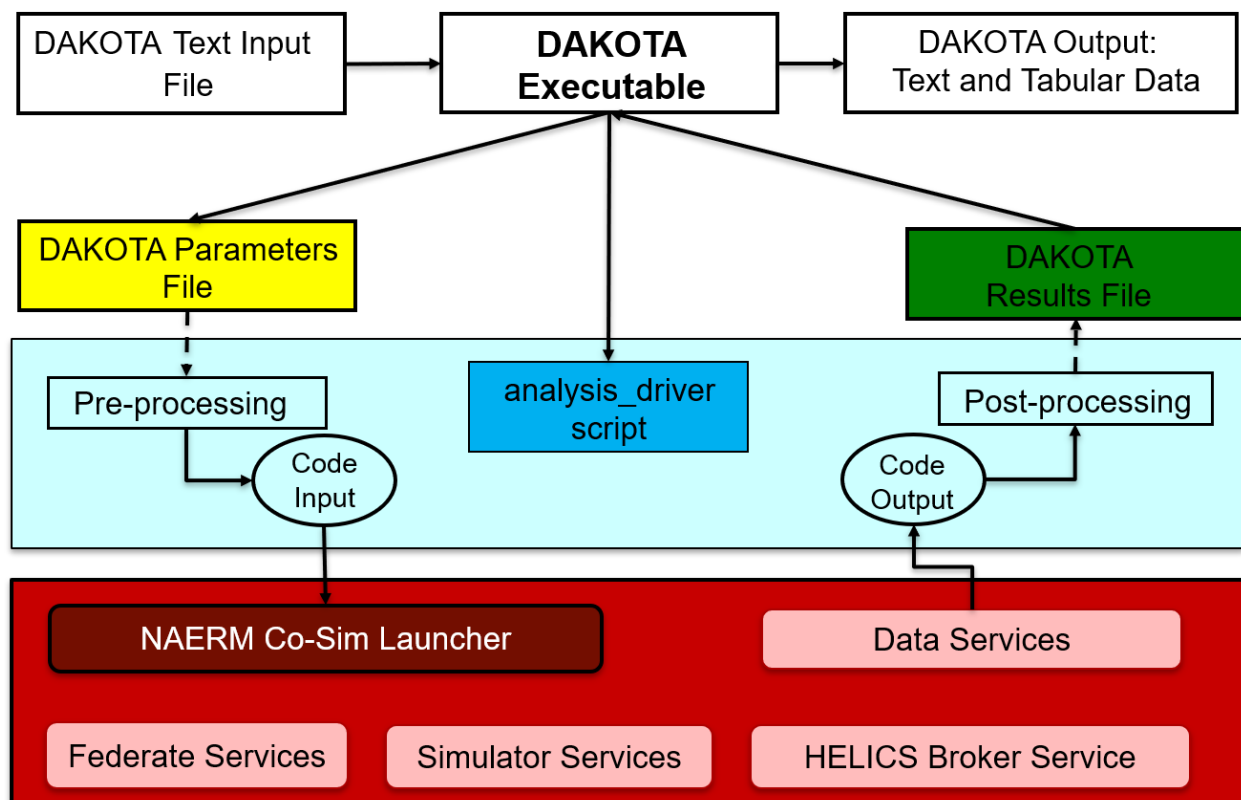 DAKOTA Text Input
File
DAKOTA
Executable
DAKOTA Output:
Text and Tabular Data
DAKOTA Parameters
File
DAKOTA
Results File
Pre-processing
analysis_driver
script
Post-processing
Code
Input
Code
Output
NAERM Co-Sim Launcher
Data Services
Federate Services
Simulator Services
HELICS Broker Service